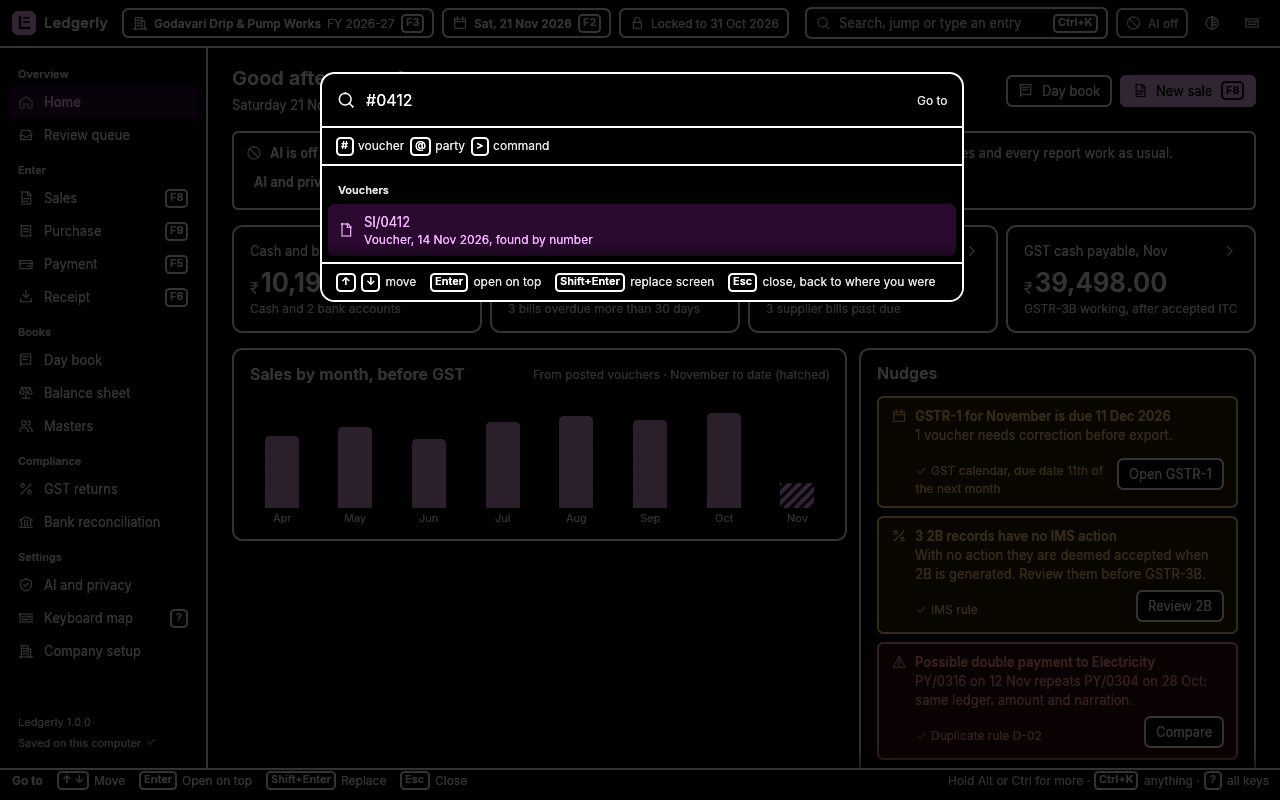 Ledgerly
Godavari Drip & Pump Works FY 2026-27 F3
Sat, 21 Nov 2026 F2
Locked to 31 Oct 2026
Search, jump or type an entry Ctrl+K
AI off
Overview
Home
Review queue
Enter
Sales F8
Purchase F9
Payment F5
Receipt F6
Books
Day book
Balance sheet
Masters
Compliance
GST returns
Bank reconciliation
Settings
AI and privacy
Keyboard map ?
Company setup
Ledgerly 1.0.0
Saved on this computer ✓
Good afte
Saturday 21 No
Day book
New sale F8
#0412
Go to
# voucher @ party > command
Vouchers
SI/0412
Voucher, 14 Nov 2026, found by number
↑ ↓ move Enter open on top Shift+Enter replace screen Esc close, back to where you were
AI is off
es and every report work as usual.
AI and priv
Cash and b
₹10,19
Cash and 2 bank accounts
3 bills overdue more than 30 days
3 supplier bills past due
GST cash payable, Nov
₹39,498.00
GSTR-3B working, after accepted ITC
Sales by month, before GST
From posted vouchers · November to date (hatched)
Apr May Jun Jul Aug Sep Oct Nov
Nudges
GSTR-1 for November is due 11 Dec 2026
1 voucher needs correction before export.
✓ GST calendar, due date 11th of
the next month
Open GSTR-1
3 2B records have no IMS action
With no action they are deemed accepted when
2B is generated. Review them before GSTR-3B.
✓ IMS rule
Review 2B
Possible double payment to Electricity
PY/0316 on 12 Nov repeats PY/0304 on 28 Oct:
same ledger, amount and narration.
✓ Duplicate rule D-02
Compare
Go to ↑↓ Move Enter Open on top Shift+Enter Replace Esc Close
Hold Alt or Ctrl for more · Ctrl+K anything · ? all keys